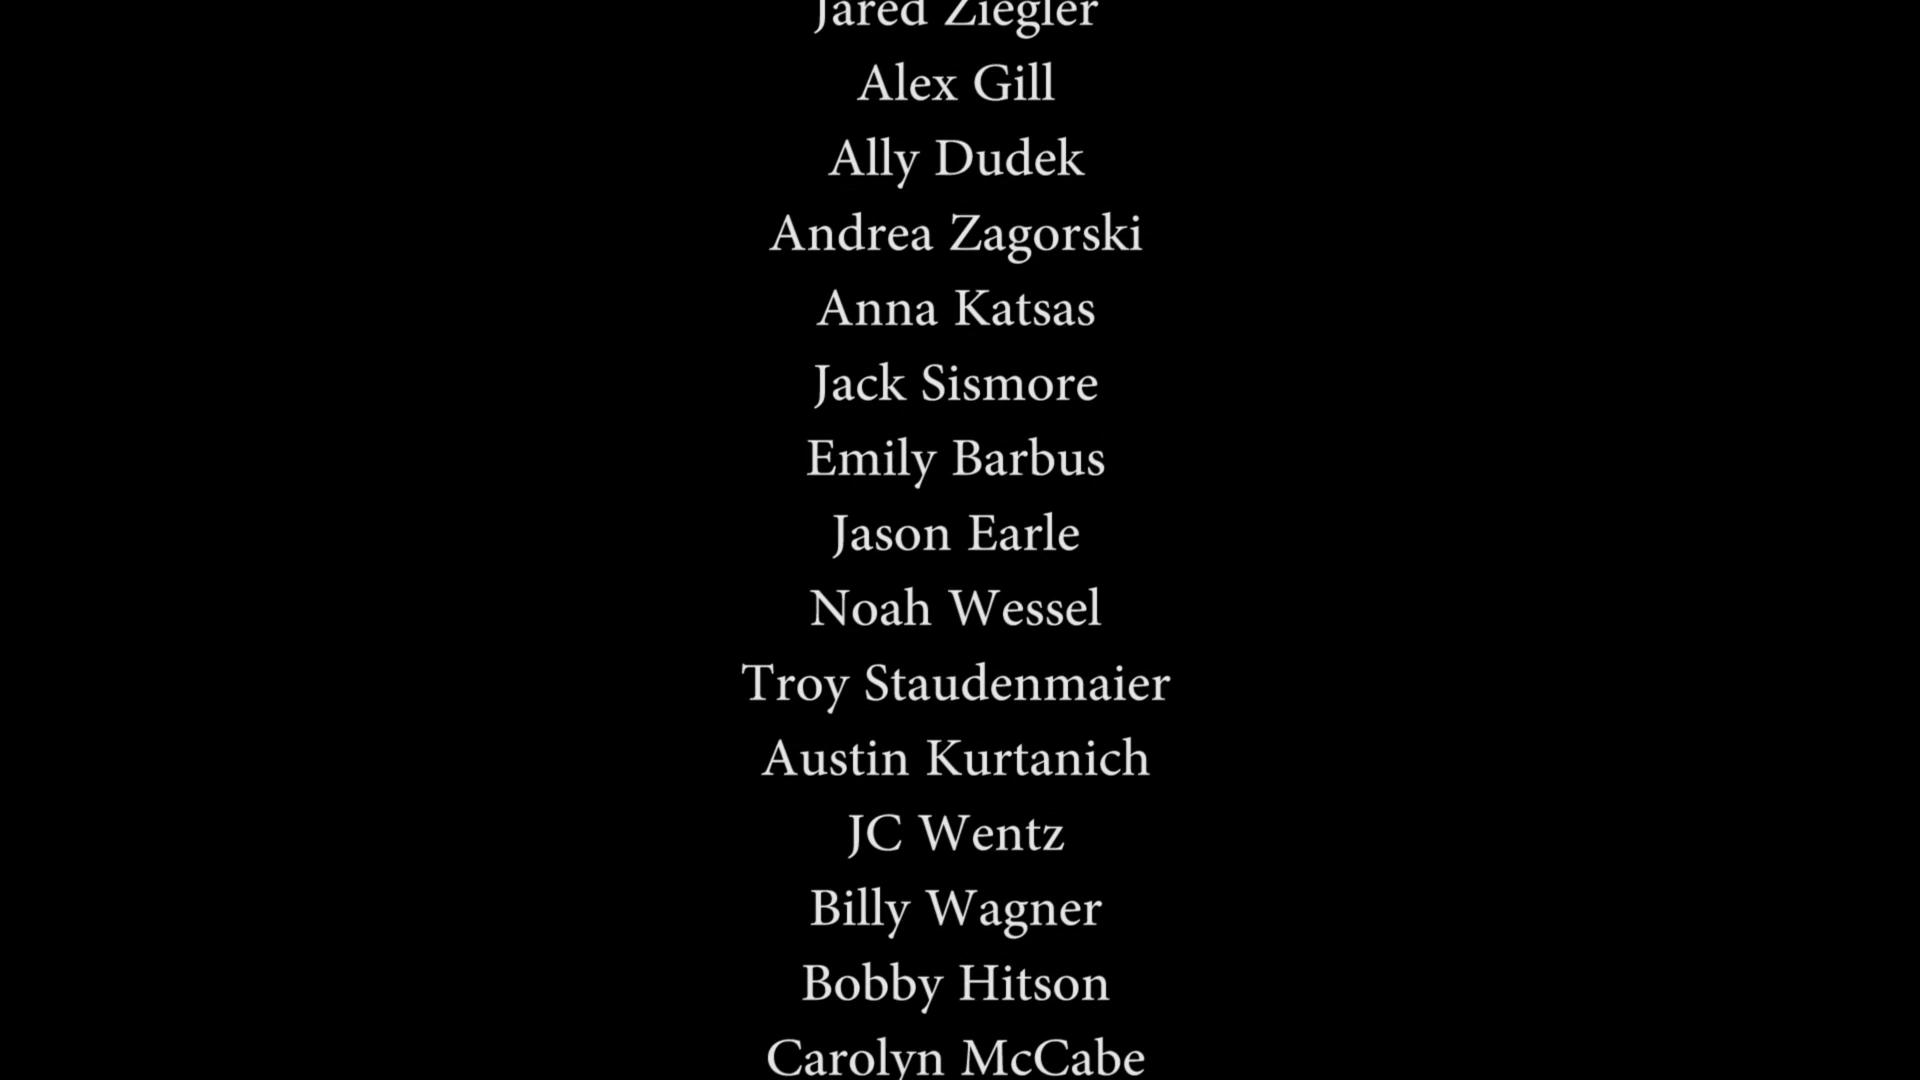 Jared Ziegler
Alex Gill
Ally Dudek
Andrea Zagorski
Anna Katsas
Jack Sismore
Emily Barbus
Jason Earle
Noah Wessel
Troy Staudenmaier
Austin Kurtanich
JC Wentz
Billy Wagner
Bobby Hitson
Carolyn McCabe